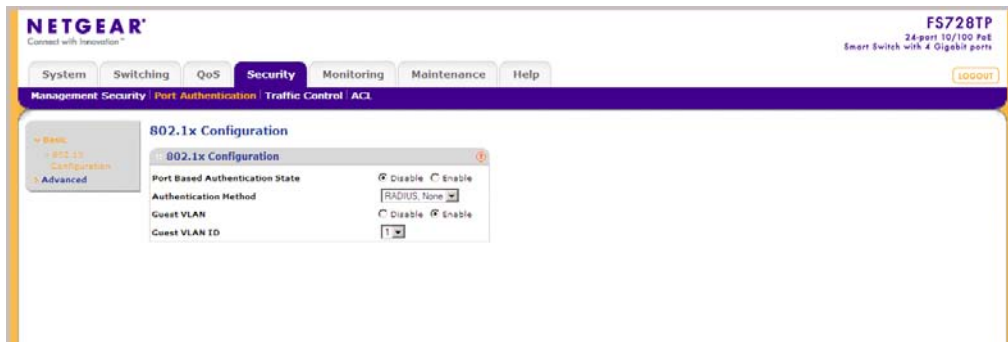 NETGEAR
Connect with Innovation™
FS728TP
24-port 10/100 PoE
Smart Switch with 4 Gigabit ports
System Switching QoS Security Monitoring Maintenance Help
LOGOUT
Management Security Port Authentication Traffic Control ACL
Basic
802.1x
Configuration
Advanced
802.1x Configuration
802.1x Configuration
Port Based Authentication State Disable Enable
Authentication Method RADIUS, None
Guest VLAN Disable Enable
Guest VLAN ID 1